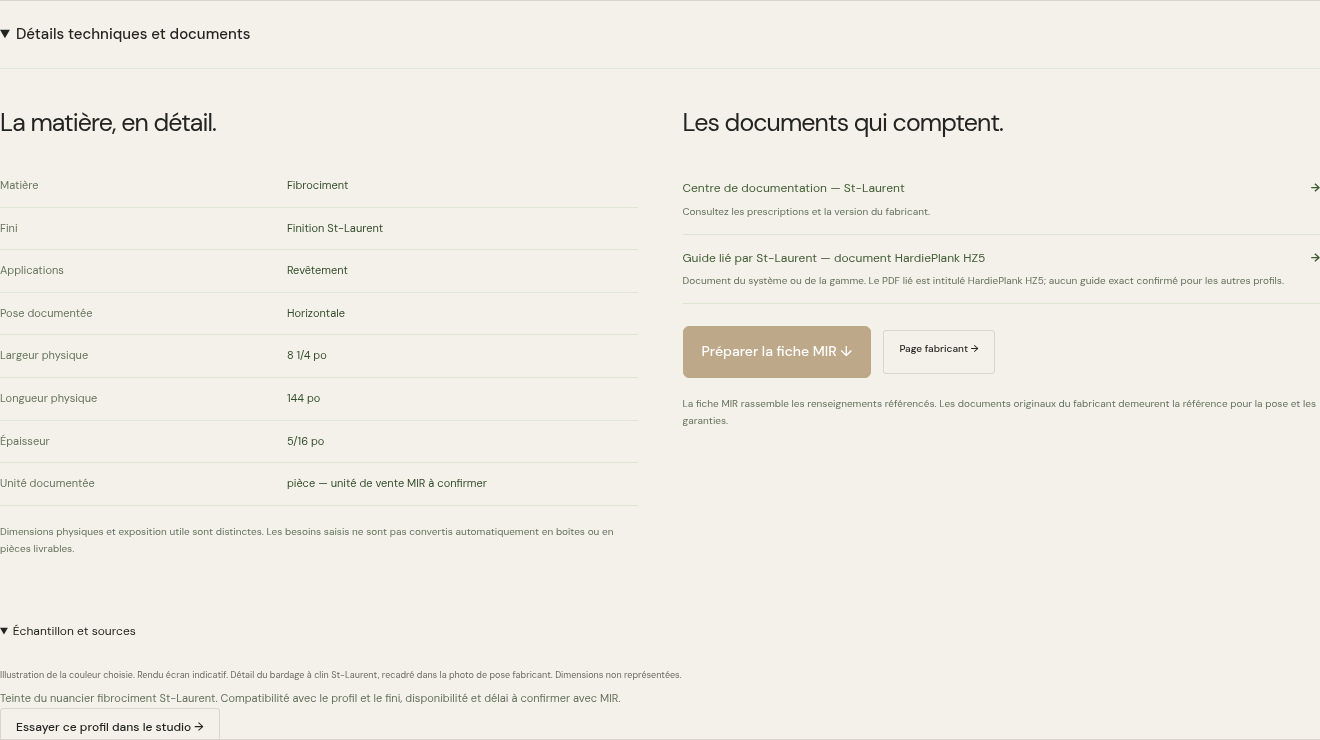 ▼ Détails techniques et documents
La matière, en détail.
Matière Fibrociment
Fini Finition St-Laurent
Applications Revêtement
Pose documentée Horizontale
Largeur physique 8 1/4 po
Longueur physique 144 po
Épaisseur 5/16 po
Unité documentée pièce — unité de vente MIR à confirmer
Dimensions physiques et exposition utile sont distinctes. Les besoins saisis ne sont pas convertis automatiquement en boîtes ou en
pièces livrables.
Les documents qui comptent.
Centre de documentation — St-Laurent →
Consultez les prescriptions et la version du fabricant.
Guide lié par St-Laurent — document HardiePlank HZ5 →
Document du système ou de la gamme. Le PDF lié est intitulé HardiePlank HZ5; aucun guide exact confirmé pour les autres profils.
Préparer la fiche MIR ↓
Page fabricant →
La fiche MIR rassemble les renseignements référencés. Les documents originaux du fabricant demeurent la référence pour la pose et les
garanties.
▼ Échantillon et sources
Illustration de la couleur choisie. Rendu écran indicatif. Détail du bardage à clin St-Laurent, recadré dans la photo de pose fabricant. Dimensions non représentées.
Teinte du nuancier fibrociment St-Laurent. Compatibilité avec le profil et le fini, disponibilité et délai à confirmer avec MIR.
Essayer ce profil dans le studio →